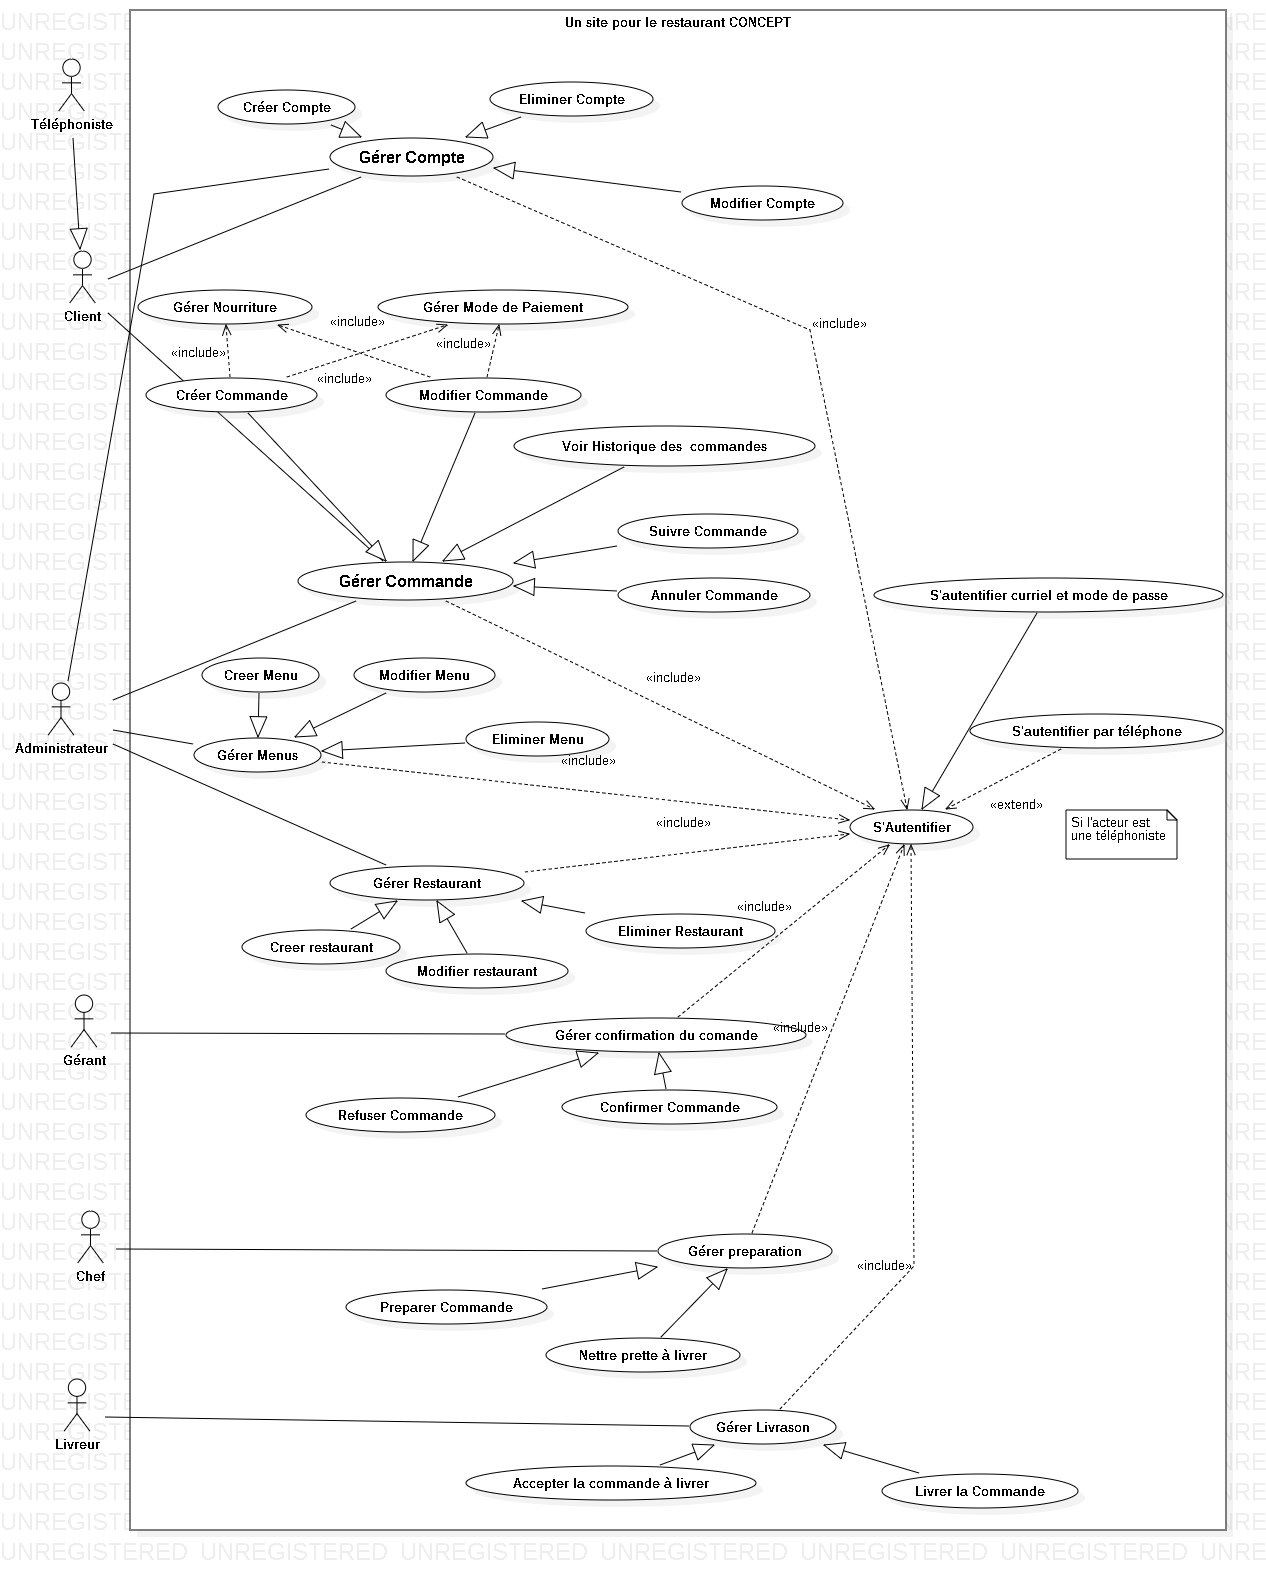 Un site pour le restaurant CONCEPT
Téléphoniste
Créer Compte
Eliminer Compte
Gérer Compte
Modifier Compte
Client
Gérer Nourriture
Gérer Mode de Paiement
«include»
«include»
«include»
«include»
«include»
Créer Commande
Modifier Commande
Voir Historique des  commandes
Suivre Commande
Gérer Commande
Annuler Commande
S'autentifier curriel et mode de passe
«include»
Creer Menu
Modifier Menu
Administrateur
Gérer Menus
Eliminer Menu
«include»
S'autentifier par téléphone
«extend»
Si l'acteur est
une téléphoniste
«include»
S'Autentifier
Gérer Restaurant
«include»
Creer restaurant
Eliminer Restaurant
Modifier restaurant
Gérant
Gérer confirmation du comande
«include»
Refuser Commande
Confirmer Commande
Chef
Gérer preparation
«include»
Preparer Commande
Nettre prette à livrer
Livreur
Gérer Livrason
Accepter la commande à livrer
Livrer la Commande
UNREGISTERED UNREGISTERED UNREGISTERED UNREGISTERED UNREGISTERED UNREGISTERED UNRE